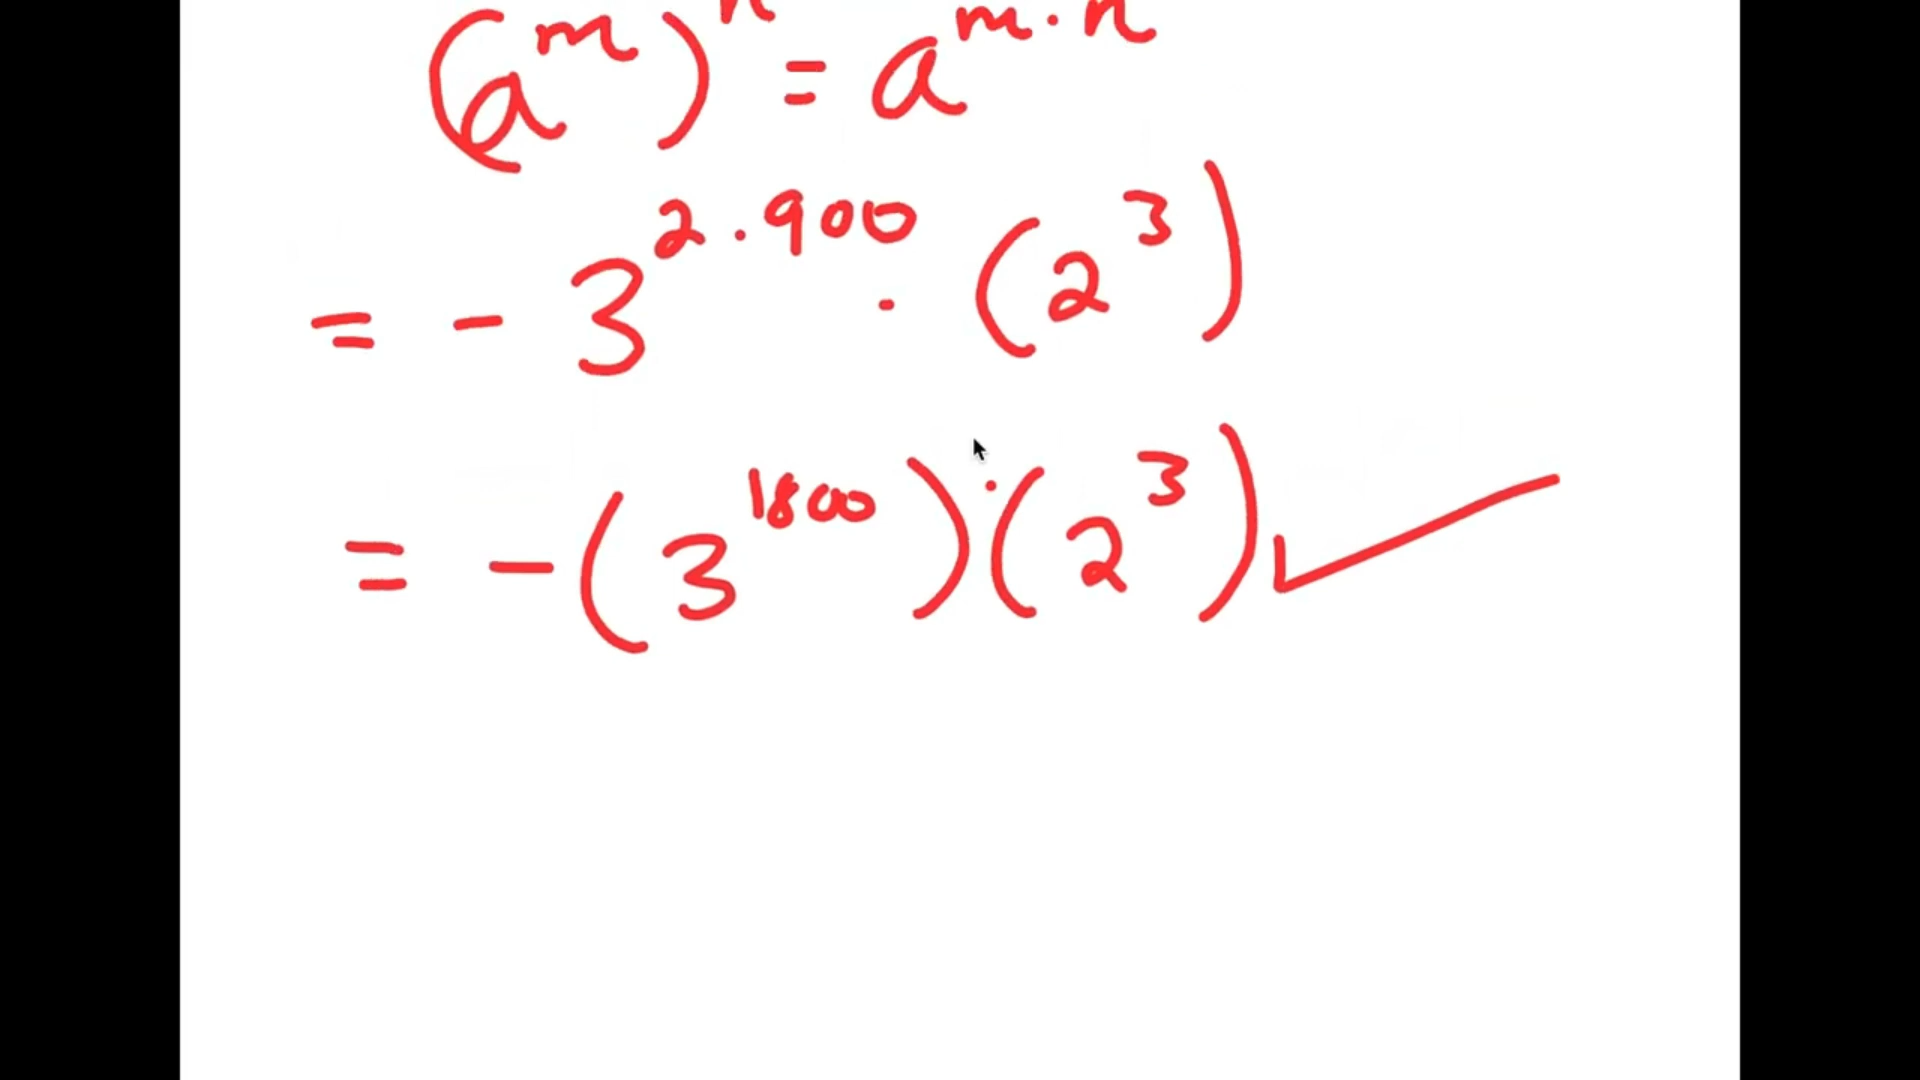 (a^m)^n = a^{m·n}
= - 3^{2·900} · (2^3)
= - (3^{1800}) · (2^3)